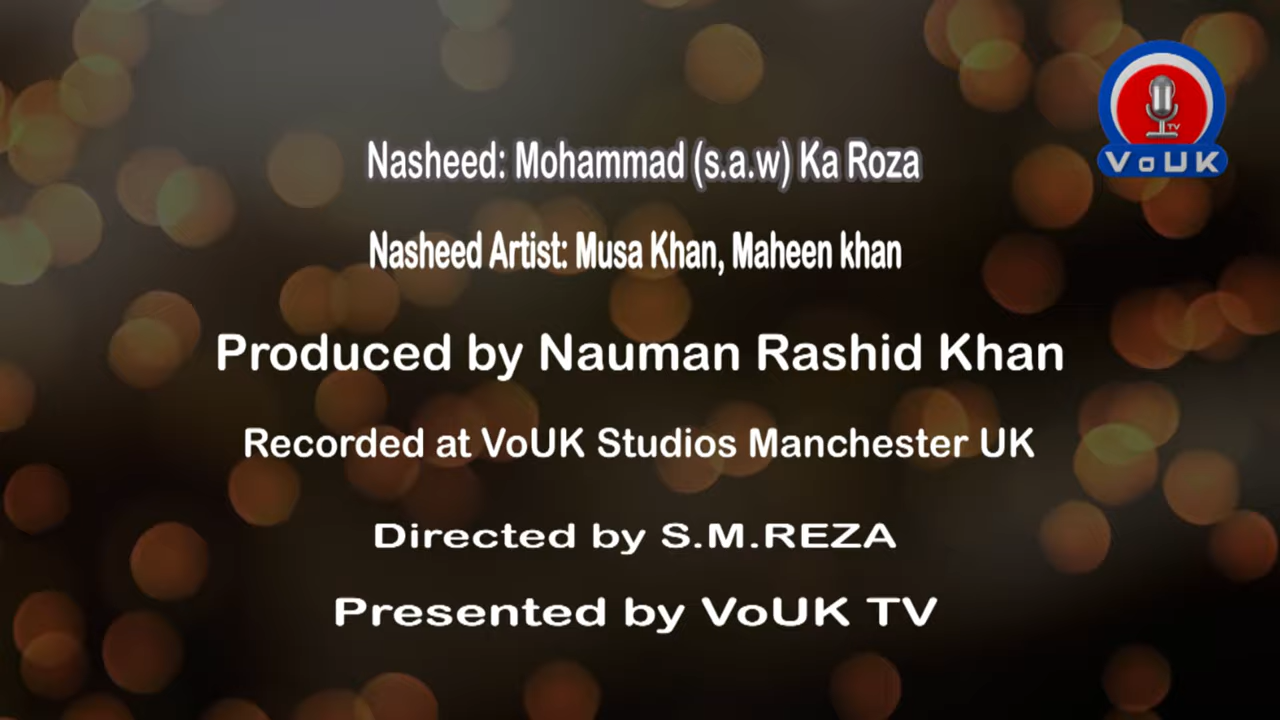 Nasheed: Mohammad (s.a.w) Ka Roza
TV
VoUK
Nasheed Artist: Musa Khan, Maheen khan
Produced by Nauman Rashid Khan
Recorded at VoUK Studios Manchester UK
Directed by S.M.REZA
Presented by VoUK TV